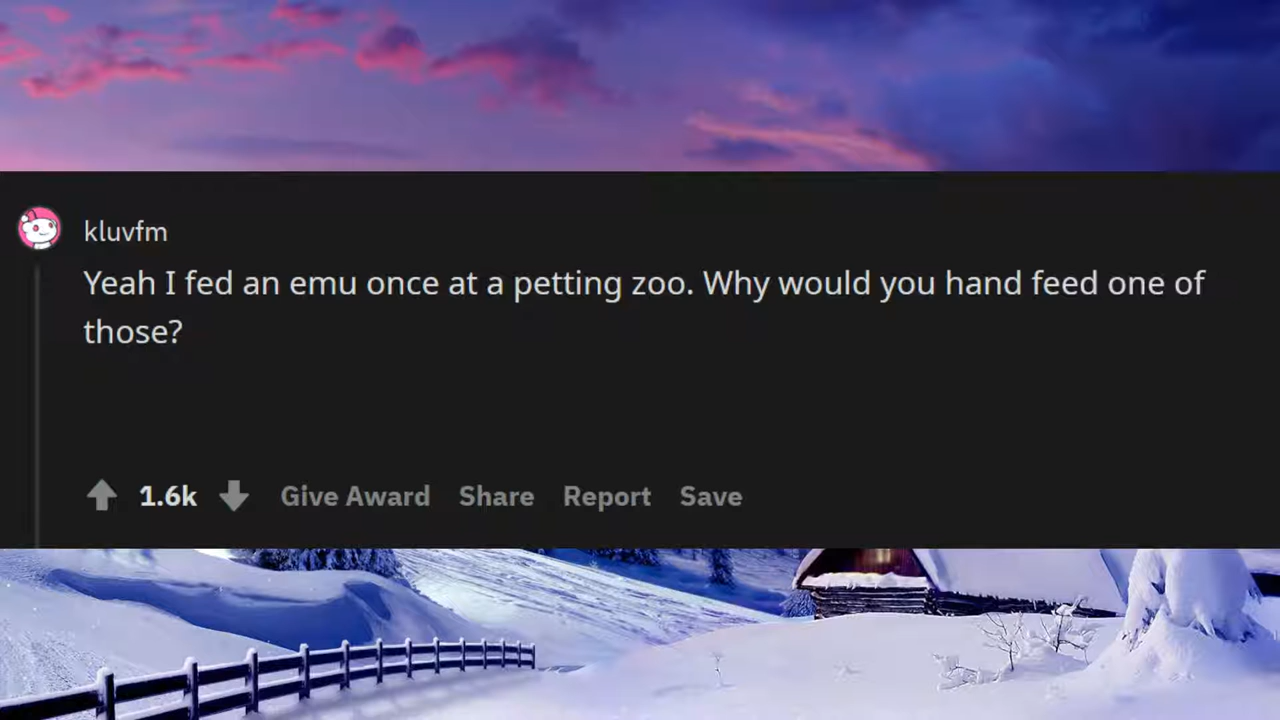 kluvfm
Yeah I fed an emu once at a petting zoo. Why would you hand feed one of
those?
1.6k Give Award Share Report Save